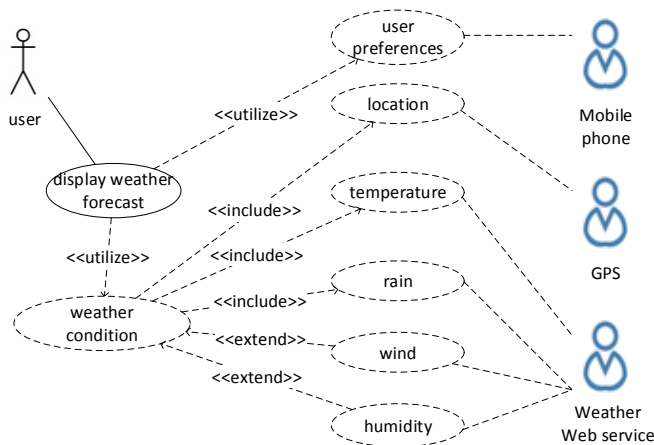 user
preferences
user
<<utilize>>
location
Mobile
phone
display weather
forecast
temperature
<<include>>
<<utilize>>
<<include>>
GPS
<<include>>
rain
weather
condition
<<extend>>
wind
<<extend>>
humidity
Weather
Web service